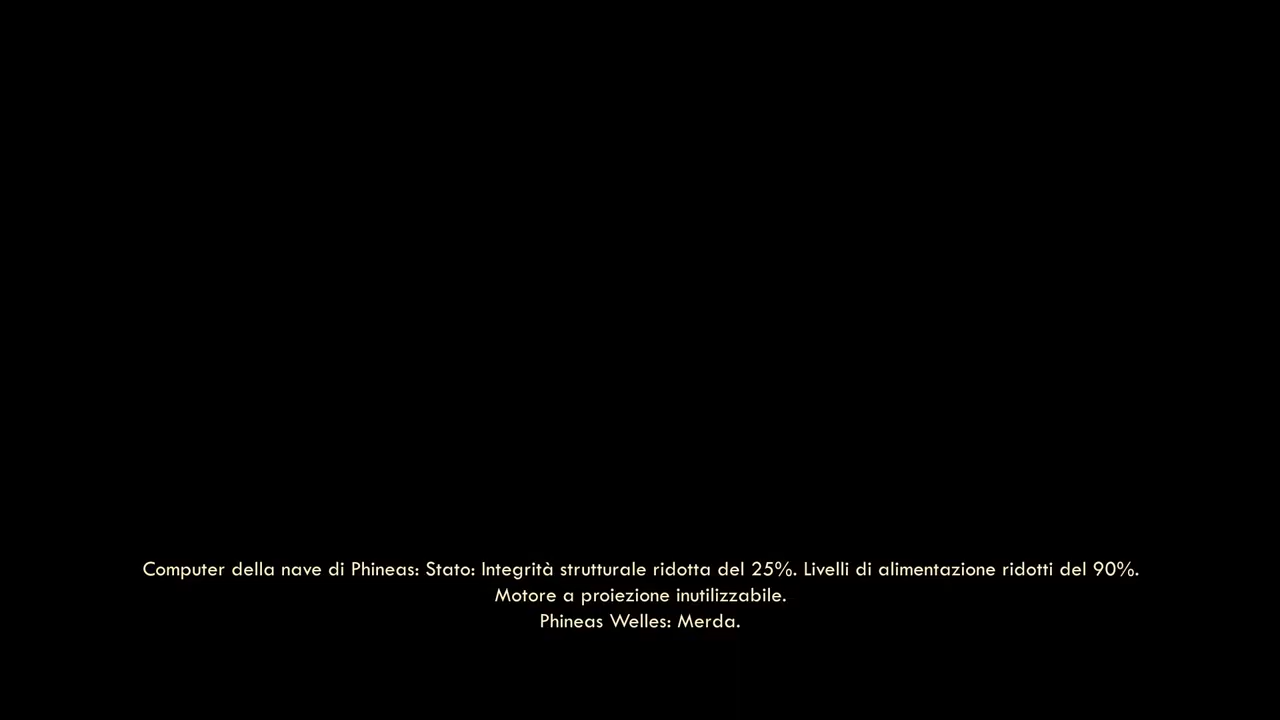 Computer della nave di Phineas: Stato: Integrità strutturale ridotta del 25%. Livelli di alimentazione ridotti del 90%.
Motore a proiezione inutilizzabile.
Phineas Welles: Merda.